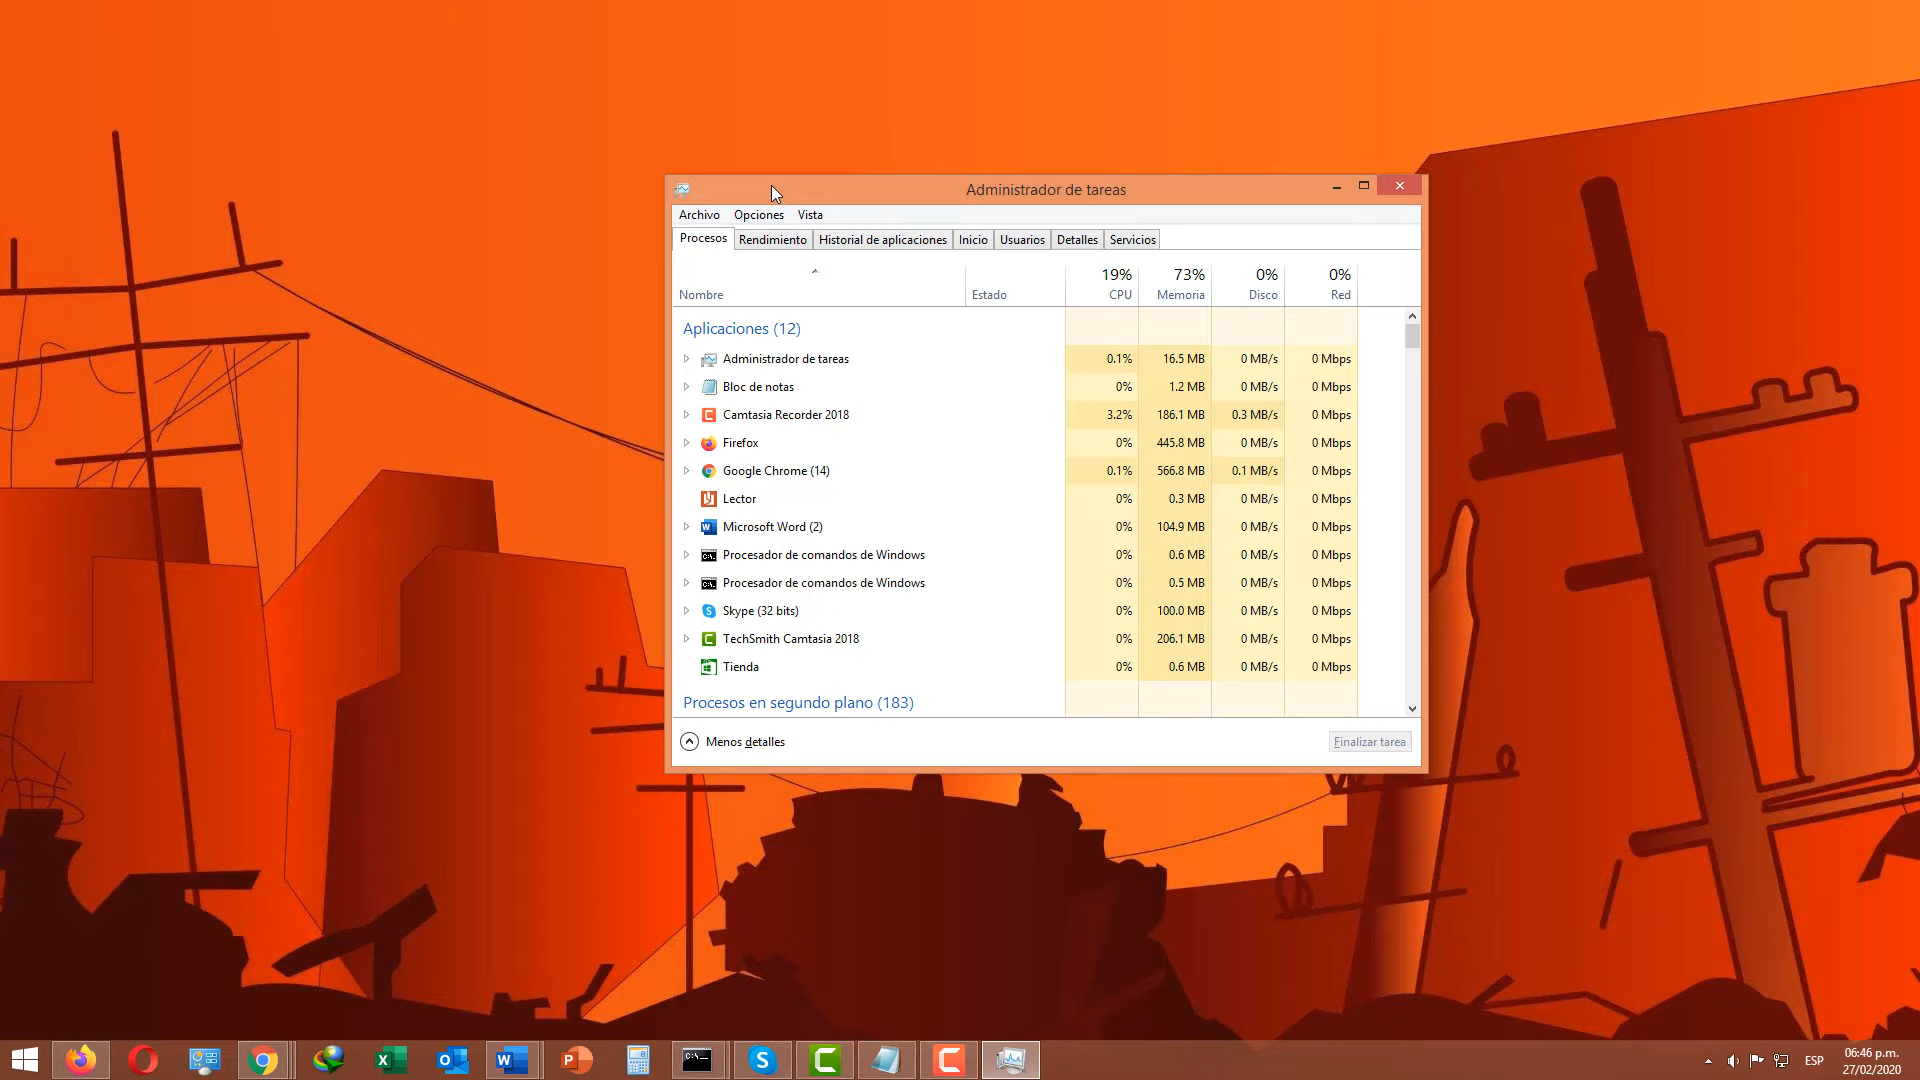 Administrador de tareas
Archivo Opciones Vista
Procesos Rendimiento Historial de aplicaciones Inicio Usuarios Detalles Servicios
19% 73% 0% 0%
Nombre Estado CPU Memoria Disco Red
Aplicaciones (12)
Administrador de tareas 0.1% 16.5 MB 0 MB/s 0 Mbps
Bloc de notas 0% 1.2 MB 0 MB/s 0 Mbps
Camtasia Recorder 2018 3.2% 186.1 MB 0.3 MB/s 0 Mbps
Firefox 0% 445.8 MB 0 MB/s 0 Mbps
Google Chrome (14) 0.1% 566.8 MB 0.1 MB/s 0 Mbps
Lector 0% 0.3 MB 0 MB/s 0 Mbps
Microsoft Word (2) 0% 104.9 MB 0 MB/s 0 Mbps
Procesador de comandos de Windows 0% 0.6 MB 0 MB/s 0 Mbps
Procesador de comandos de Windows 0% 0.5 MB 0 MB/s 0 Mbps
Skype (32 bits) 0% 100.0 MB 0 MB/s 0 Mbps
TechSmith Camtasia 2018 0% 206.1 MB 0 MB/s 0 Mbps
Tienda 0% 0.6 MB 0 MB/s 0 Mbps
Procesos en segundo plano (183)
Menos detalles Finalizar tarea
ESP 06:46 p.m.
27/02/2020